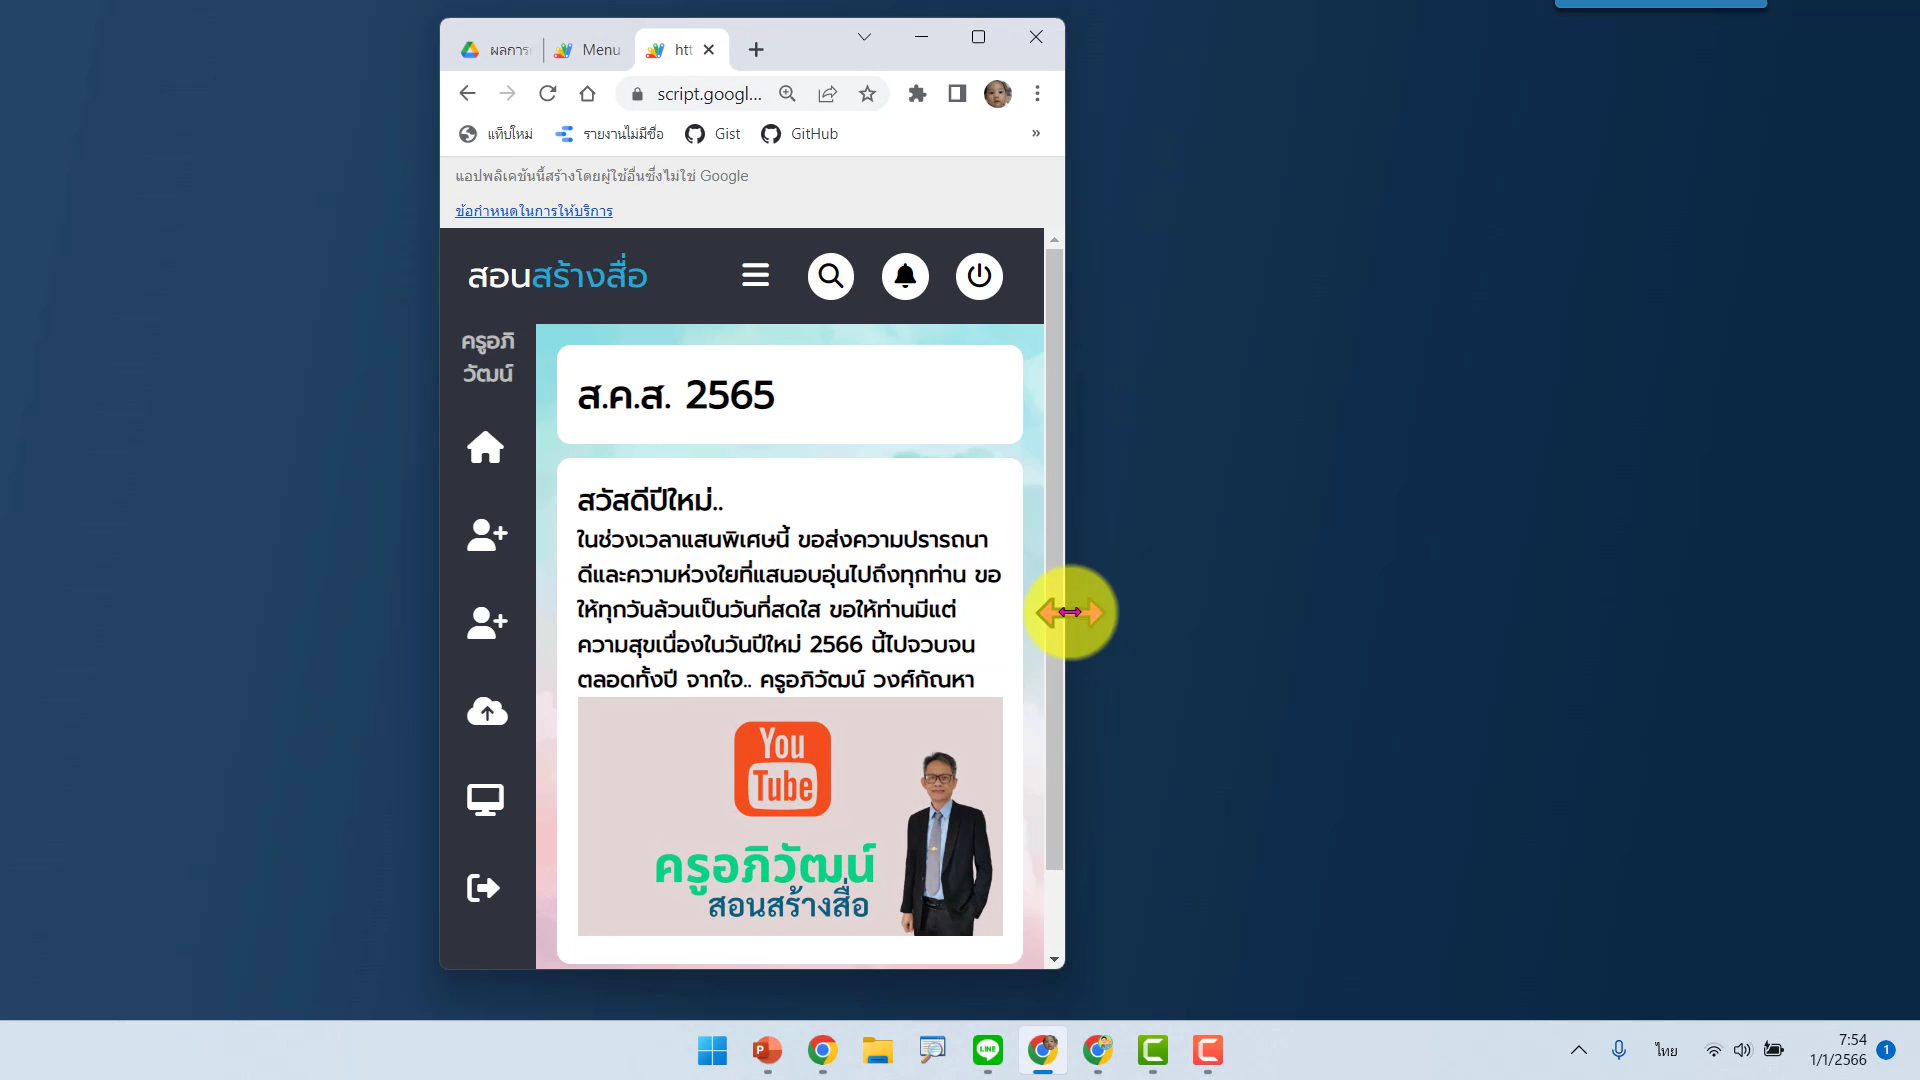 ผลการ
Menu
htt
script.googl...
แท็บใหม่
รายงานไม่มีชื่อ
Gist
GitHub
»
แอปพลิเคชันนี้สร้างโดยผู้ใช้อื่นซึ่งไม่ใช่ Google
ข้อกำหนดในการให้บริการ
สอนสร้างสื่อ
ครูอภิ
วัฒน์
ส.ค.ส. 2565
สวัสดีปีใหม่..
ในช่วงเวลาแสนพิเศษนี้ ขอส่งความปรารถนา
ดีและความห่วงใยที่แสนอบอุ่นไปถึงทุกท่าน ขอ
ให้ทุกวันล้วนเป็นวันที่สดใส ขอให้ท่านมีแต่
ความสุขเนื่องในวันปีใหม่ 2566 นี้ไปจวบจน
ตลอดทั้งปี จากใจ.. ครูอภิวัฒน์ วงศ์กัณหา
You
Tube
ครูอภิวัฒน์
สอนสร้างสื่อ
P
LINE
ไทย
7:54
1/1/2566
1